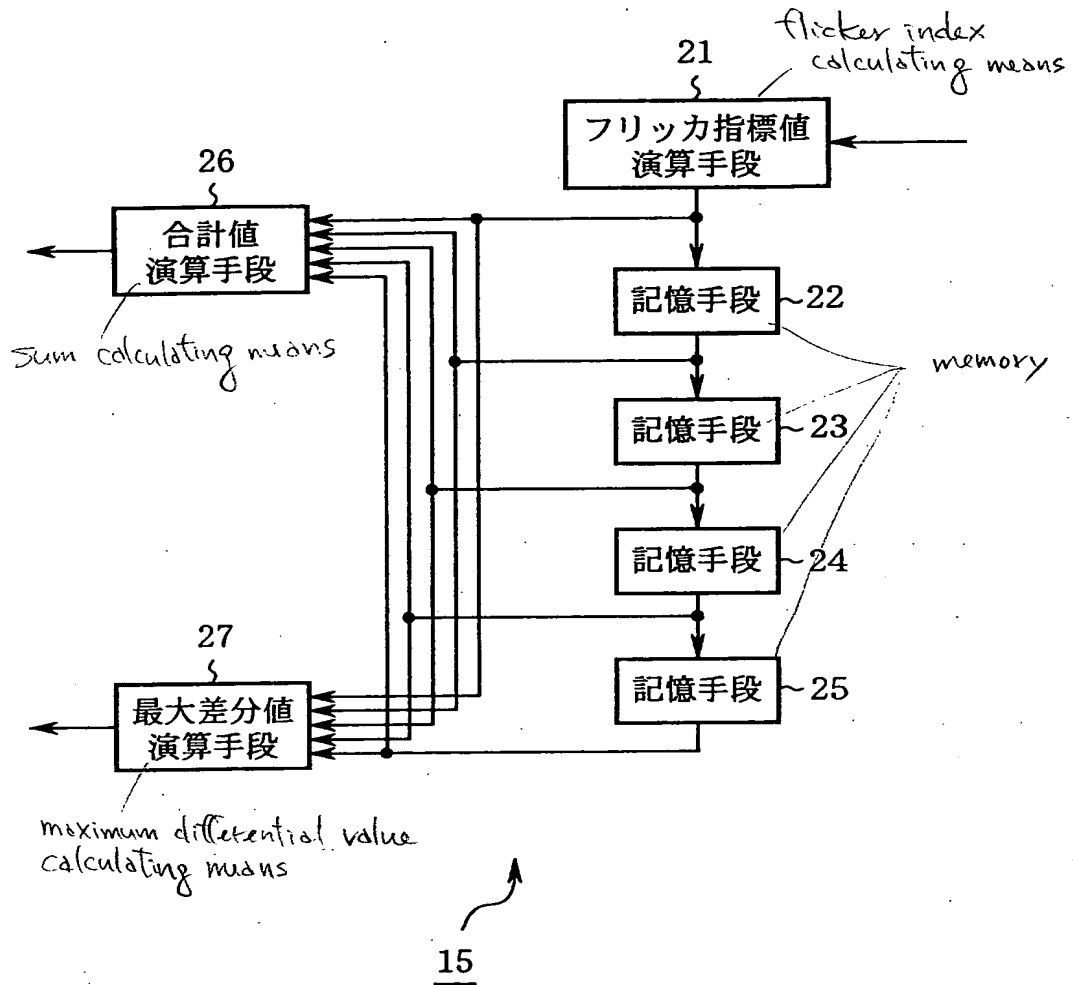 flicker index
calculating means
21
フリッカ指標値
演算手段
26
合計値
演算手段
sum calculating means
記憶手段
22
memory
記憶手段
23
記憶手段
24
記憶手段
25
27
最大差分値
演算手段
maximum differential value
calculating means
15